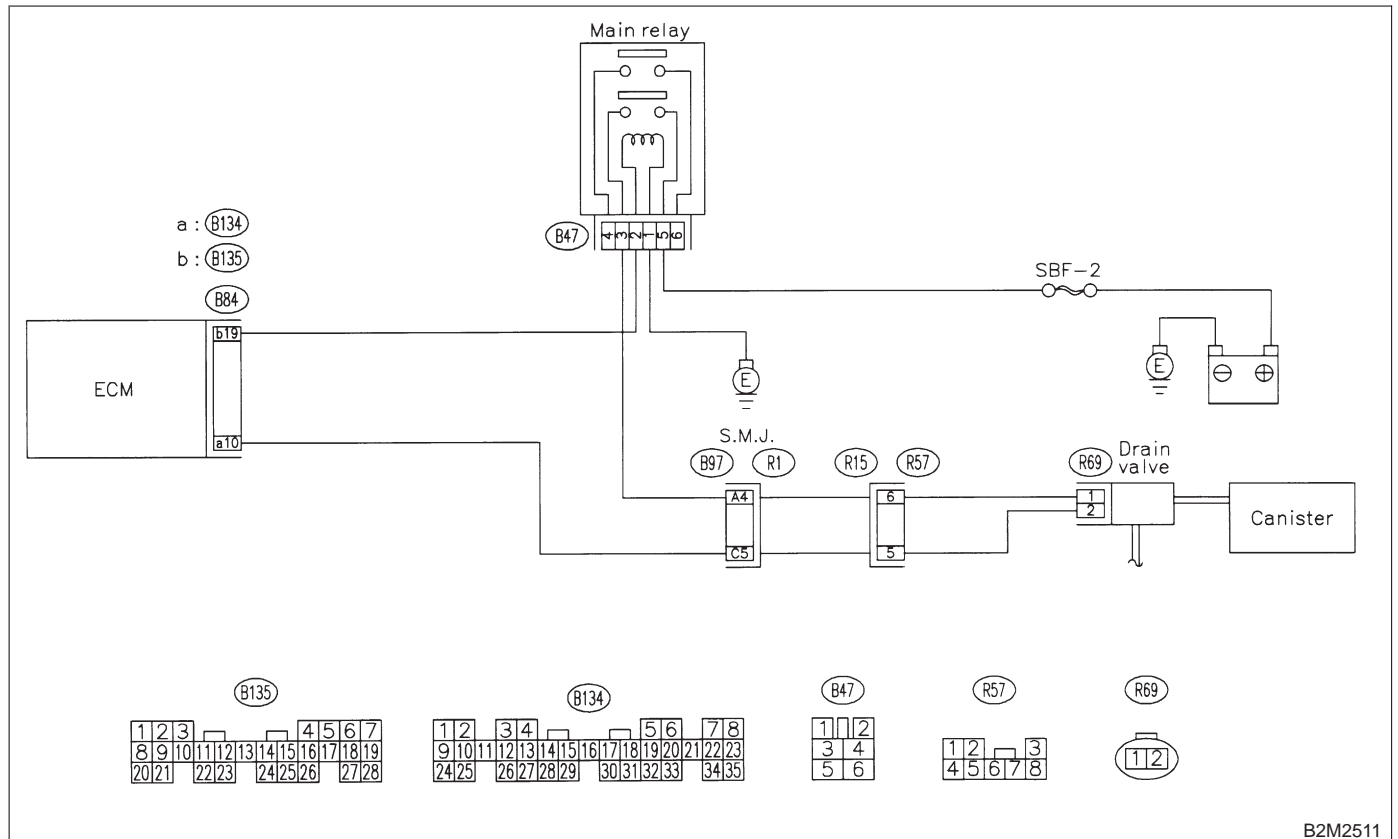 Main relay
4 3 2 1 5 6
B47
a : B134
b : B135
B84
SBF-2
b19
ECM
E
E
⊖ ⊕
a10
S.M.J.
B97 R1 R15 R57 R69 Drain
valve
A4 6 1
2
Canister
C5 5
B135 B134 B47 R57 R69
1 2 3 4 5 6 7
8 9 10 11 12 13 14 15 16 17 18 19
20 21 22 23 24 25 26 27 28
1 2 3 4 5 6 7 8
9 10 11 12 13 14 15 16 17 18 19 20 21 22 23
24 25 26 27 28 29 30 31 32 33 34 35
1 2
3 4
5 6
1 2 3
4 5 6 7 8
1 2
B2M2511